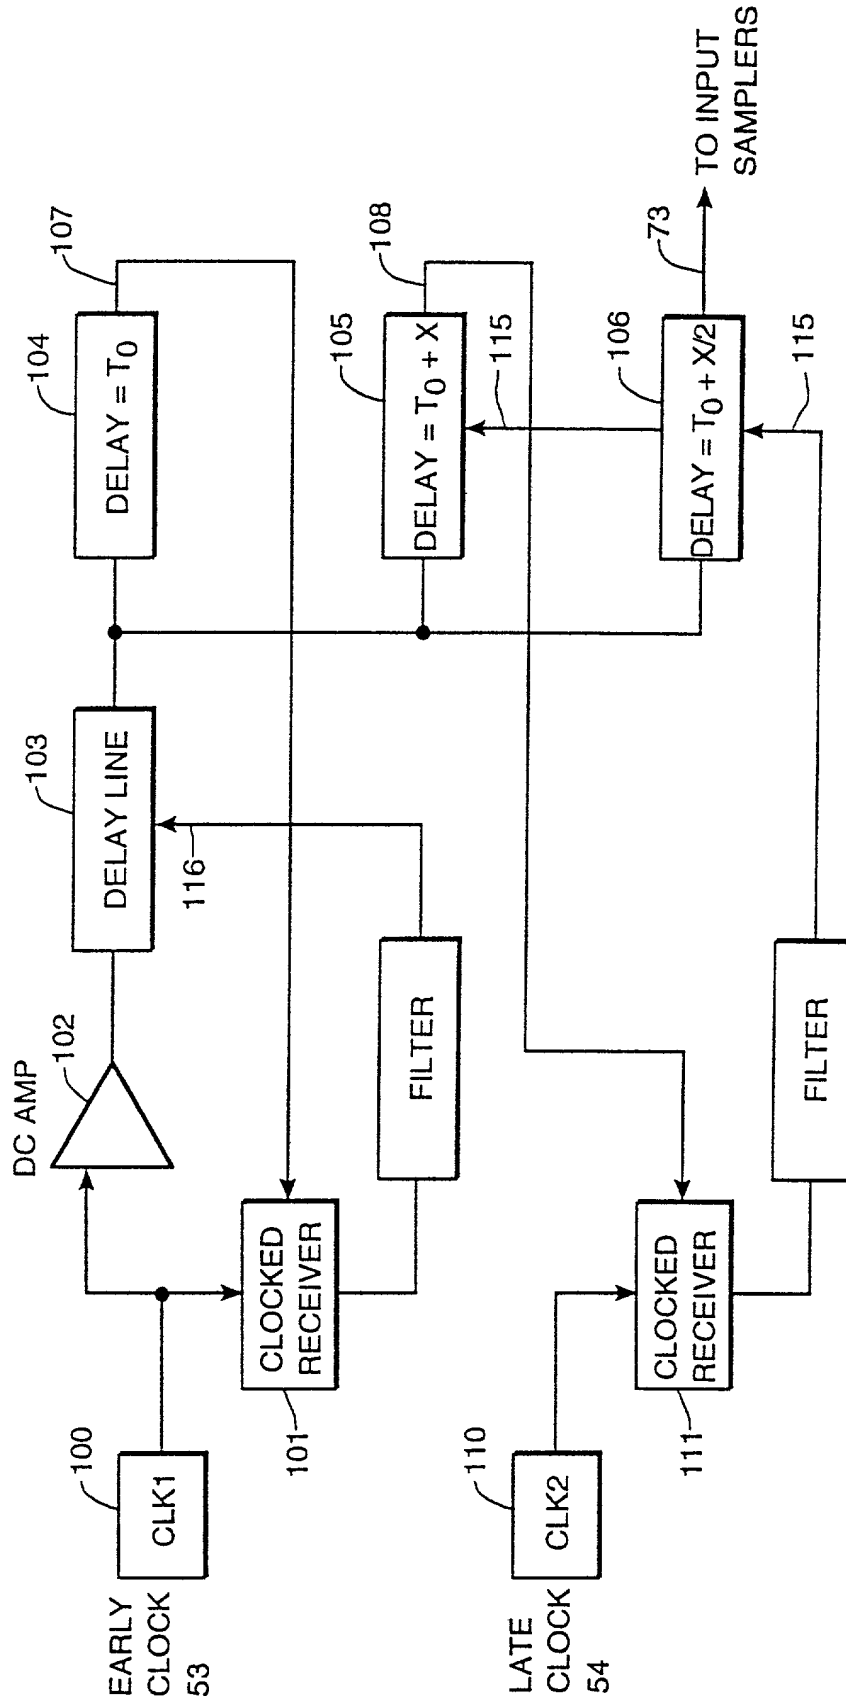 EARLY
CLOCK
53
100
CLK1
DC AMP
102
101
CLOCKED
RECEIVER
FILTER
116
103
DELAY LINE
104
DELAY = T0
107
105
DELAY = T0 + X
108
115
106
DELAY = T0 + X/2
115
73
TO INPUT
SAMPLERS
LATE
CLOCK
54
110
CLK2
111
CLOCKED
RECEIVER
FILTER